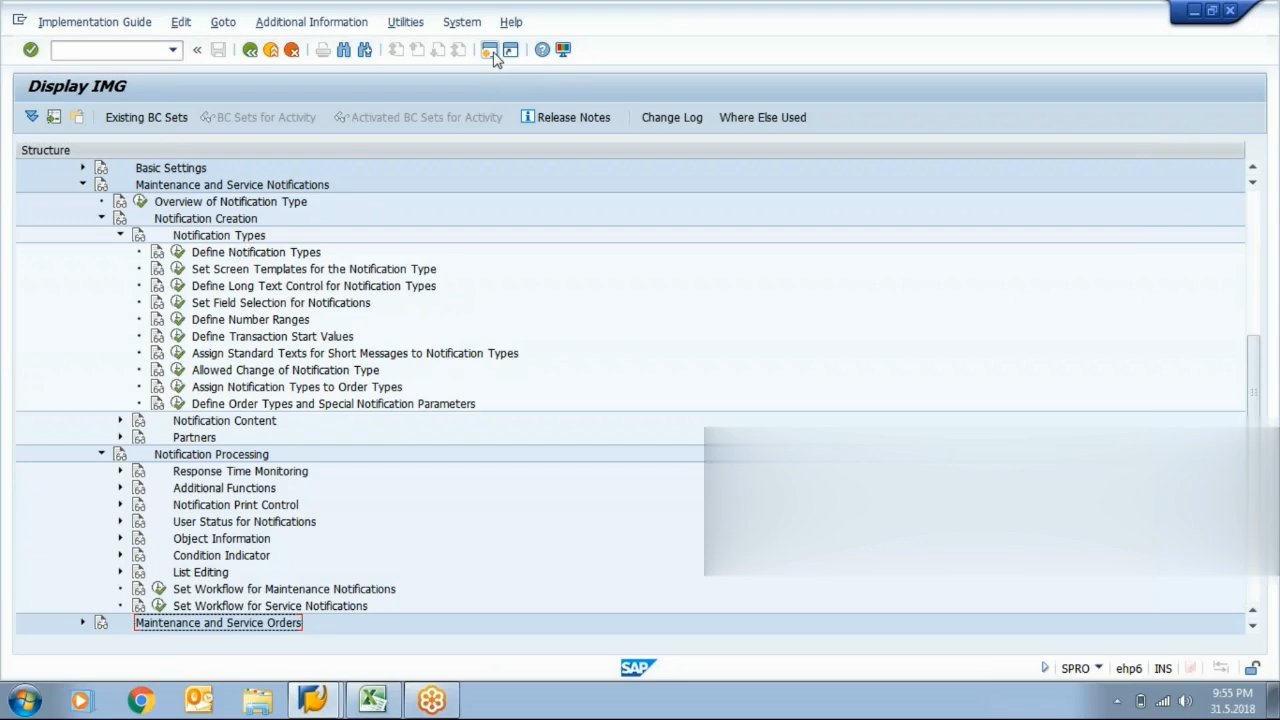 Implementation Guide Edit Goto Additional Information Utilities System Help
Display IMG
Existing BC Sets BC Sets for Activity Activated BC Sets for Activity Release Notes Change Log Where Else Used
Structure
Basic Settings
Maintenance and Service Notifications
Overview of Notification Type
Notification Creation
Notification Types
Define Notification Types
Set Screen Templates for the Notification Type
Define Long Text Control for Notification Types
Set Field Selection for Notifications
Define Number Ranges
Define Transaction Start Values
Assign Standard Texts for Short Messages to Notification Types
Allowed Change of Notification Type
Assign Notification Types to Order Types
Define Order Types and Special Notification Parameters
Notification Content
Partners
Notification Processing
Response Time Monitoring
Additional Functions
Notification Print Control
User Status for Notifications
Object Information
Condition Indicator
List Editing
Set Workflow for Maintenance Notifications
Set Workflow for Service Notifications
Maintenance and Service Orders
SAP
SPRO ehp6 INS
9:55 PM
31.5.2018